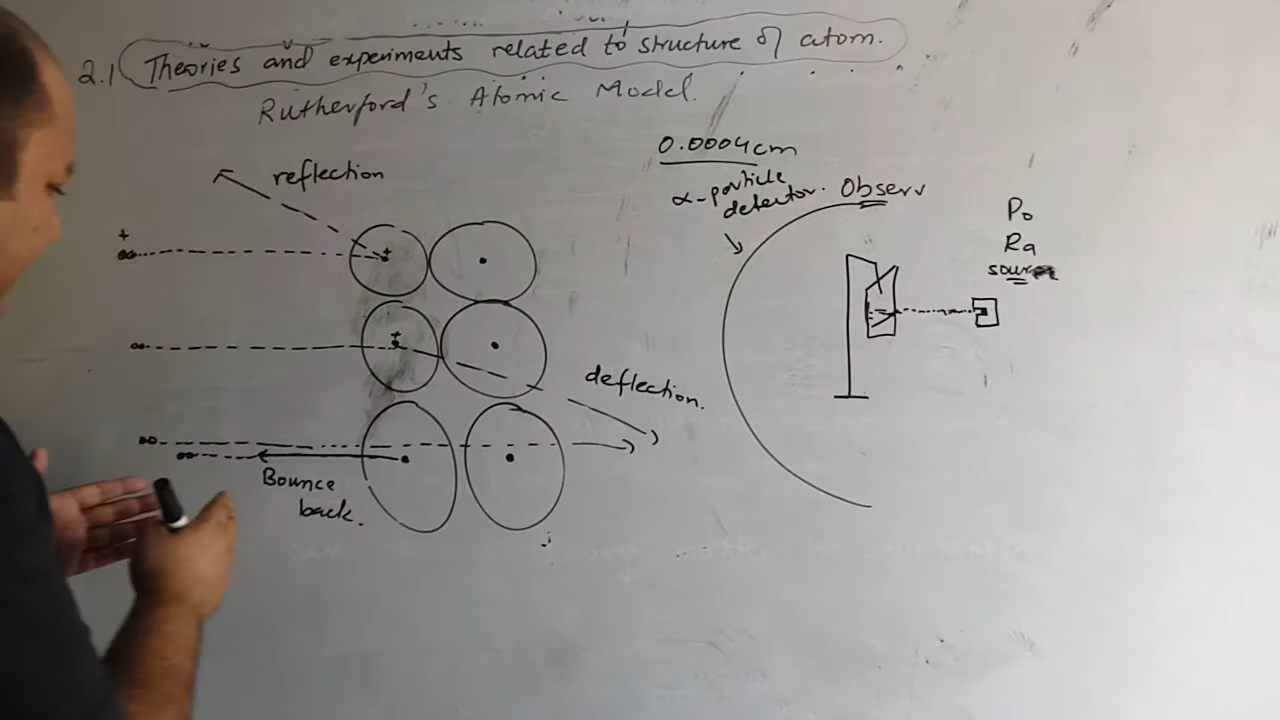 2.1 Theories and experiments related to structure of atom.
Rutherford's Atomic Model.
reflection
0.0004cm
α-particle
detector.
Observ
Po
Ra
+
+
+
deflection.
Bounce
back.